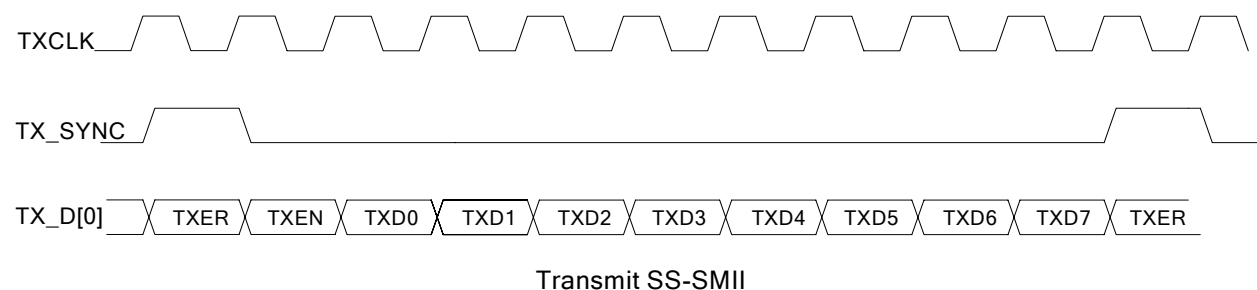 TXCLK
TX_SYNC
TX_D[0] TXER TXEN TXD0 TXD1 TXD2 TXD3 TXD4 TXD5 TXD6 TXD7 TXER
Transmit SS-SMII